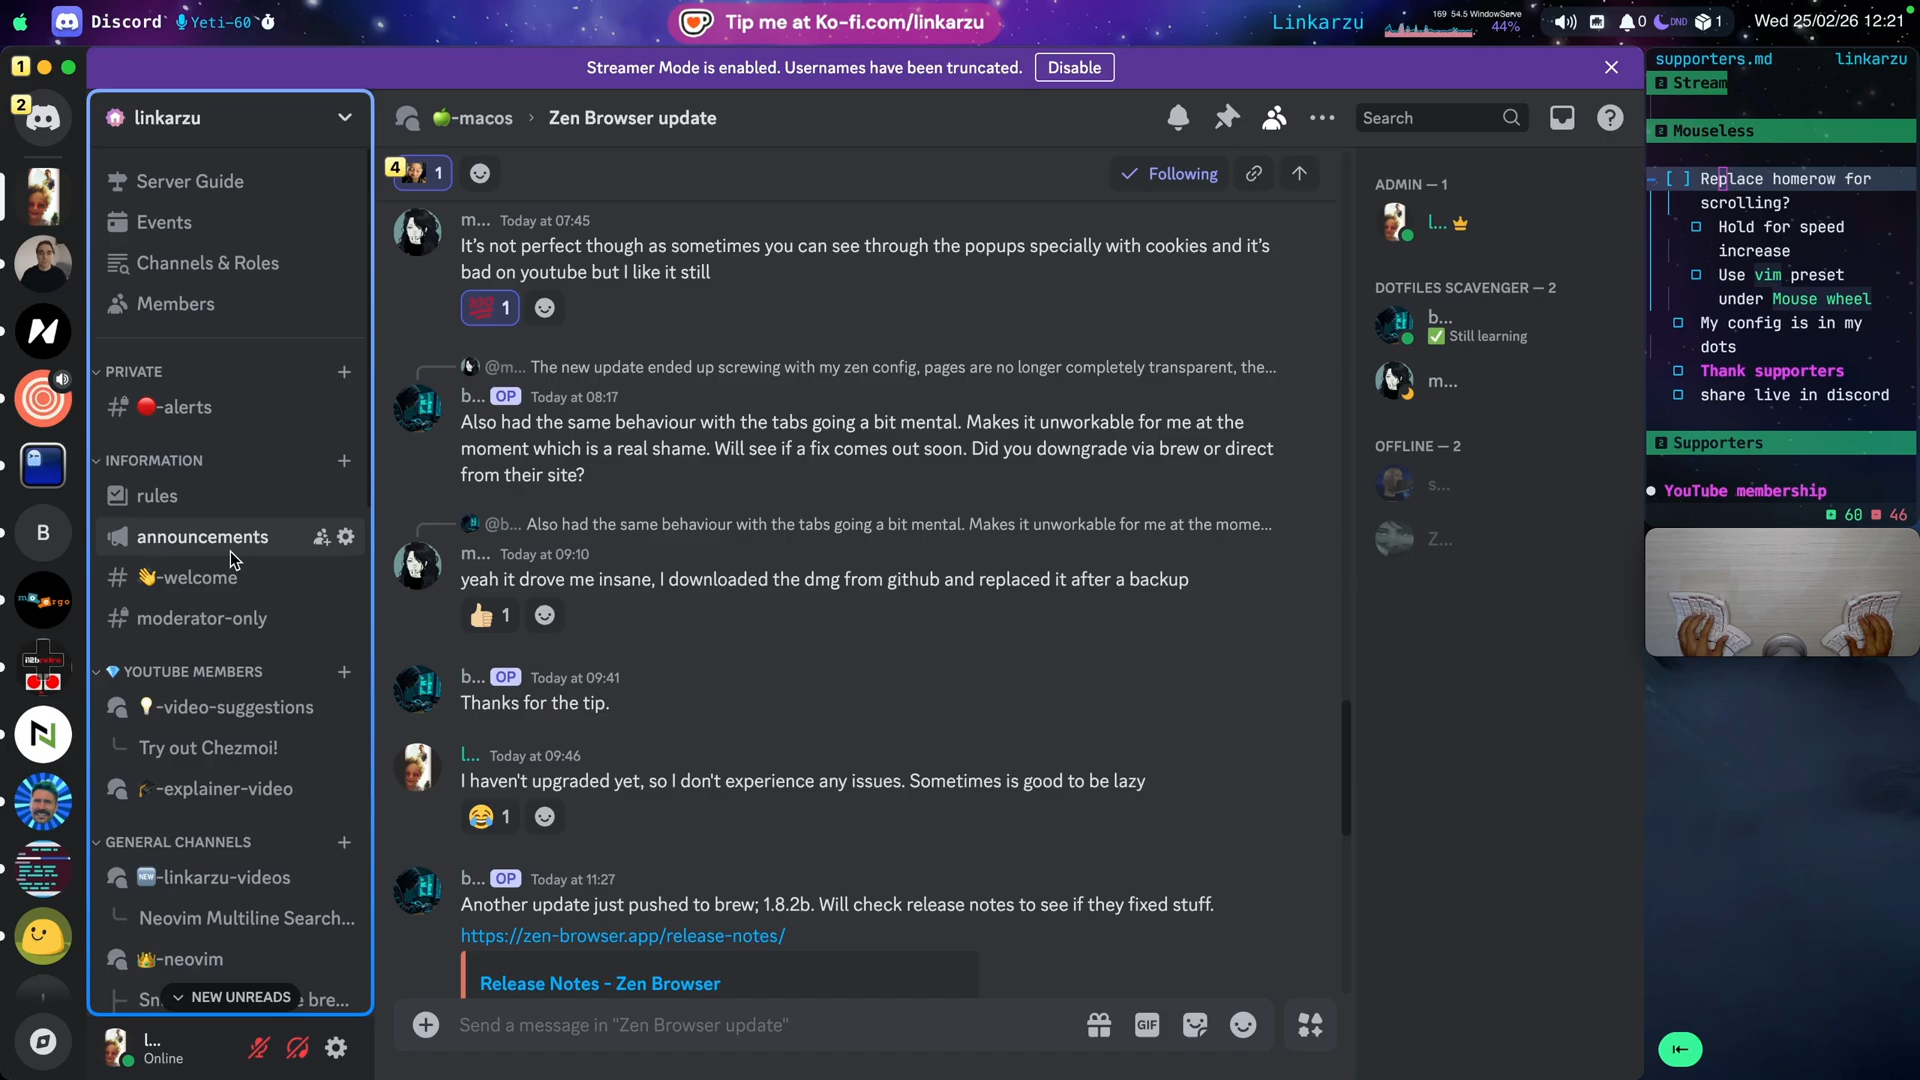 Discord
Yeti-60
Tip me at Ko-fi.com/linkarzu
Linkarzu
169 54.5 WindowServe
44%
0
DND
1
Wed 25/02/26 12:21
1
2
Streamer Mode is enabled. Usernames have been truncated.
Disable
linkarzu
Server Guide
Events
Channels & Roles
Members
PRIVATE
🔴-alerts
INFORMATION
rules
announcements
👋-welcome
moderator-only
💎 YOUTUBE MEMBERS
💡-video-suggestions
Try out Chezmoi!
🎓-explainer-video
GENERAL CHANNELS
🆕-linkarzu-videos
Neovim Multiline Search...
👑-neovim
NEW UNREADS
e bre...
l...
Online
B
🍏-macos › Zen Browser update
Search
4
1
Following
m... Today at 07:45
It's not perfect though as sometimes you can see through the popups specially with cookies and it's
bad on youtube but I like it still
💯 1
@m... The new update ended up screwing with my zen config, pages are no longer completely transparent, the...
b... OP Today at 08:17
Also had the same behaviour with the tabs going a bit mental. Makes it unworkable for me at the
moment which is a real shame. Will see if a fix comes out soon. Did you downgrade via brew or direct
from their site?
@b... Also had the same behaviour with the tabs going a bit mental. Makes it unworkable for me at the mome...
m... Today at 09:10
yeah it drove me insane, I downloaded the dmg from github and replaced it after a backup
👍 1
b... OP Today at 09:41
Thanks for the tip.
l... Today at 09:46
I haven't upgraded yet, so I don't experience any issues. Sometimes is good to be lazy
😂 1
b... OP Today at 11:27
Another update just pushed to brew; 1.8.2b. Will check release notes to see if they fixed stuff.
https://zen-browser.app/release-notes/
Release Notes - Zen Browser
Send a message in "Zen Browser update"
GIF
ADMIN — 1
l...
DOTFILES SCAVENGER — 2
b...
✅ Still learning
m...
OFFLINE — 2
s...
Z...
supporters.md linkarzu
2 Stream
2 Mouseless
[ ] Replace homerow for
scrolling?
Hold for speed
increase
Use vim preset
under Mouse wheel
My config is in my
dots
Thank supporters
share live in discord
2 Supporters
YouTube membership
60 46